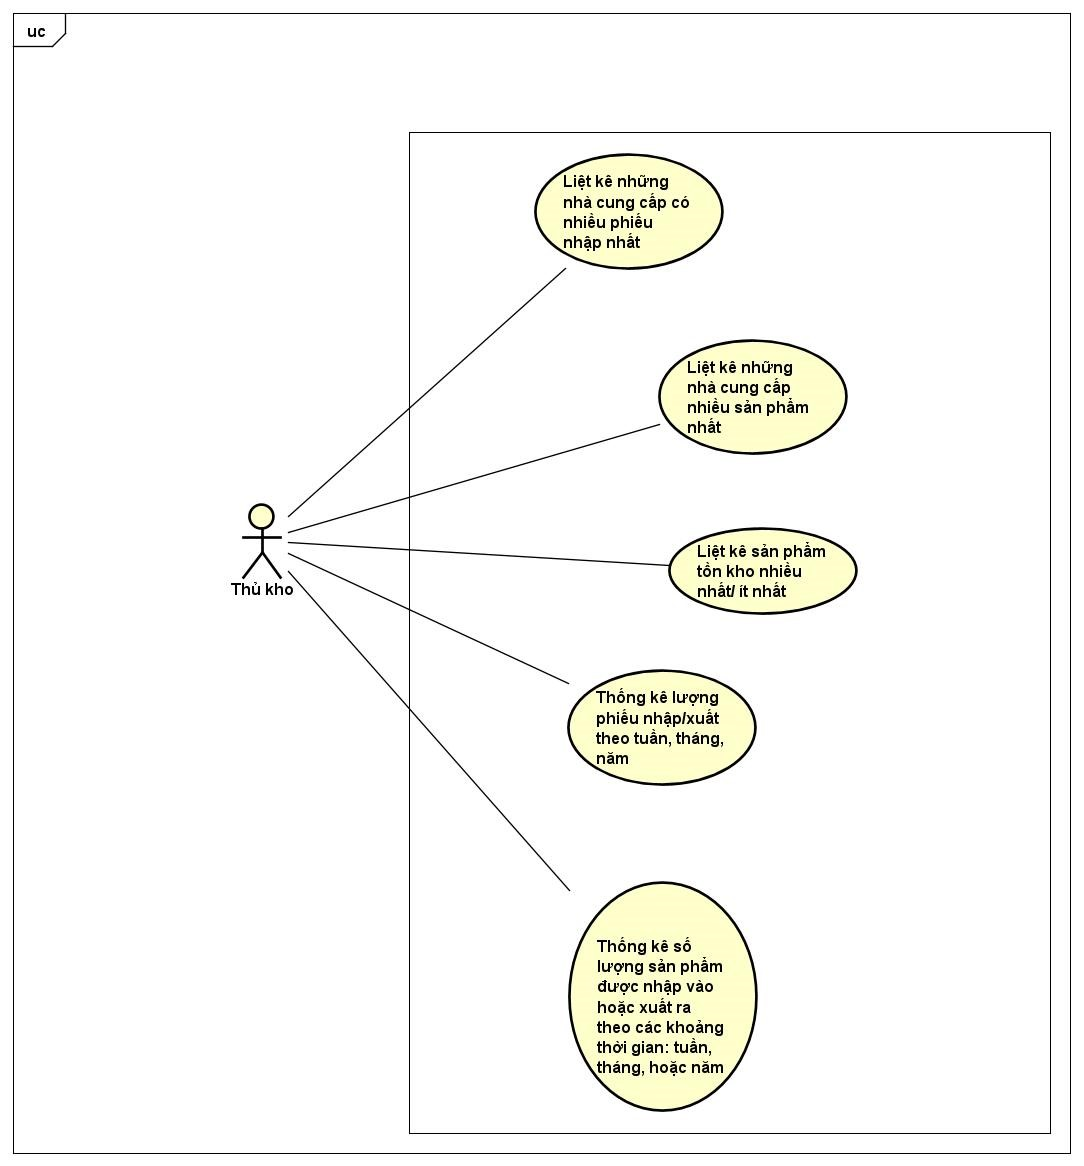 uc
Liệt kê những
nhà cung cấp có
nhiều phiếu
nhập nhất
Liệt kê những
nhà cung cấp
nhiều sản phẩm
nhất
Thủ kho
Liệt kê sản phẩm
tồn kho nhiều
nhất/ ít nhất
Thống kê lượng
phiếu nhập/xuất
theo tuần, tháng,
năm
Thống kê số
lượng sản phẩm
được nhập vào
hoặc xuất ra
theo các khoảng
thời gian: tuần,
tháng, hoặc năm